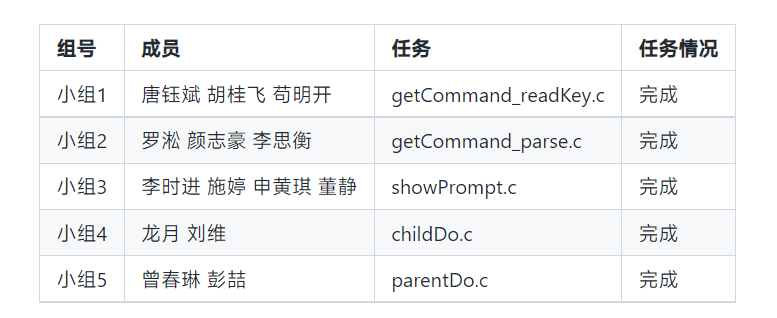 组号 成员 任务 任务情况
小组1 唐钰斌 胡桂飞 苟明开 getCommand_readKey.c 完成
小组2 罗淞 颜志豪 李思衡 getCommand_parse.c 完成
小组3 李时进 施婷 申黄琪 董静 showPrompt.c 完成
小组4 龙月 刘维 childDo.c 完成
小组5 曾春琳 彭喆 parentDo.c 完成